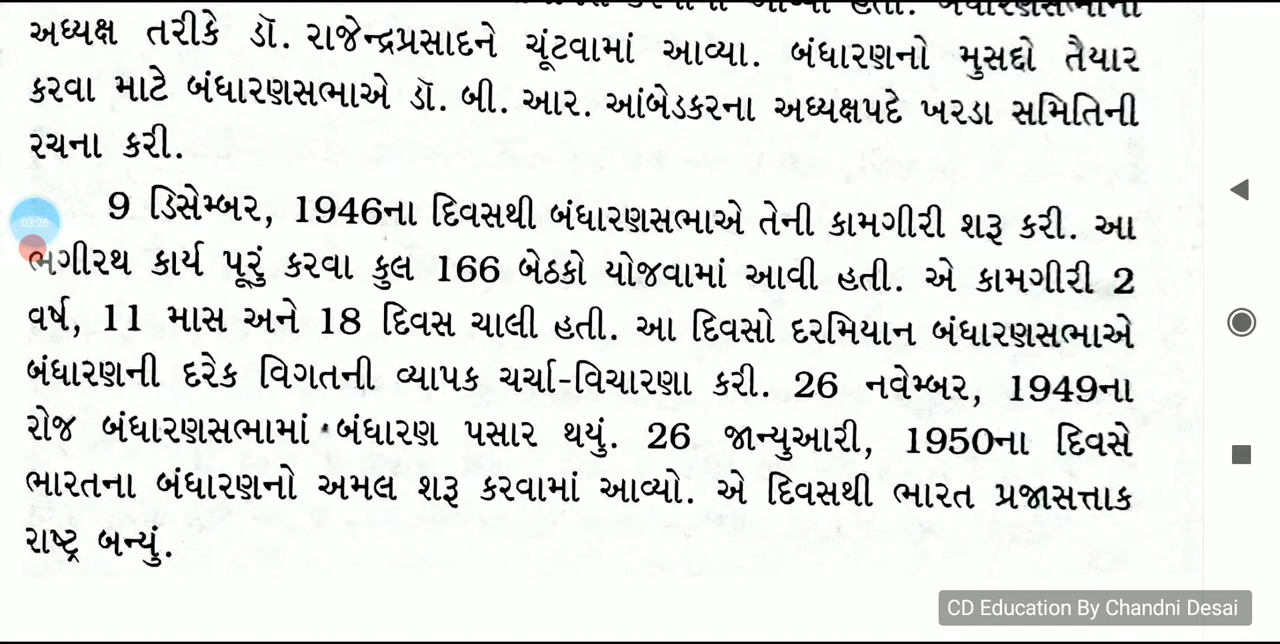 અધ્યક્ષ તરીકે ડૉ. રાજેન્દ્રપ્રસાદને ચૂંટવામાં આવ્યા. બંધારણનો મુસદ્દો તૈયાર
કરવા માટે બંધારણસભાએ ડૉ. બી. આર. આંબેડકરના અધ્યક્ષપદે ખરડા સમિતિની
રચના કરી.
9 ડિસેમ્બર, 1946ના દિવસથી બંધારણસભાએ તેની કામગીરી શરૂ કરી. આ
03:26
ભગીરથ કાર્ય પૂરું કરવા કુલ 166 બેઠકો યોજવામાં આવી હતી. એ કામગીરી 2
વર્ષ, 11 માસ અને 18 દિવસ ચાલી હતી. આ દિવસો દરમિયાન બંધારણસભાએ
બંધારણની દરેક વિગતની વ્યાપક ચર્ચા-વિચારણા કરી. 26 નવેમ્બર, 1949ના
રોજ બંધારણસભામાં બંધારણ પસાર થયું. 26 જાન્યુઆરી, 1950ના દિવસે
ભારતના બંધારણનો અમલ શરૂ કરવામાં આવ્યો. એ દિવસથી ભારત પ્રજાસત્તાક
રાષ્ટ્ર બન્યું.
CD Education By Chandni Desai